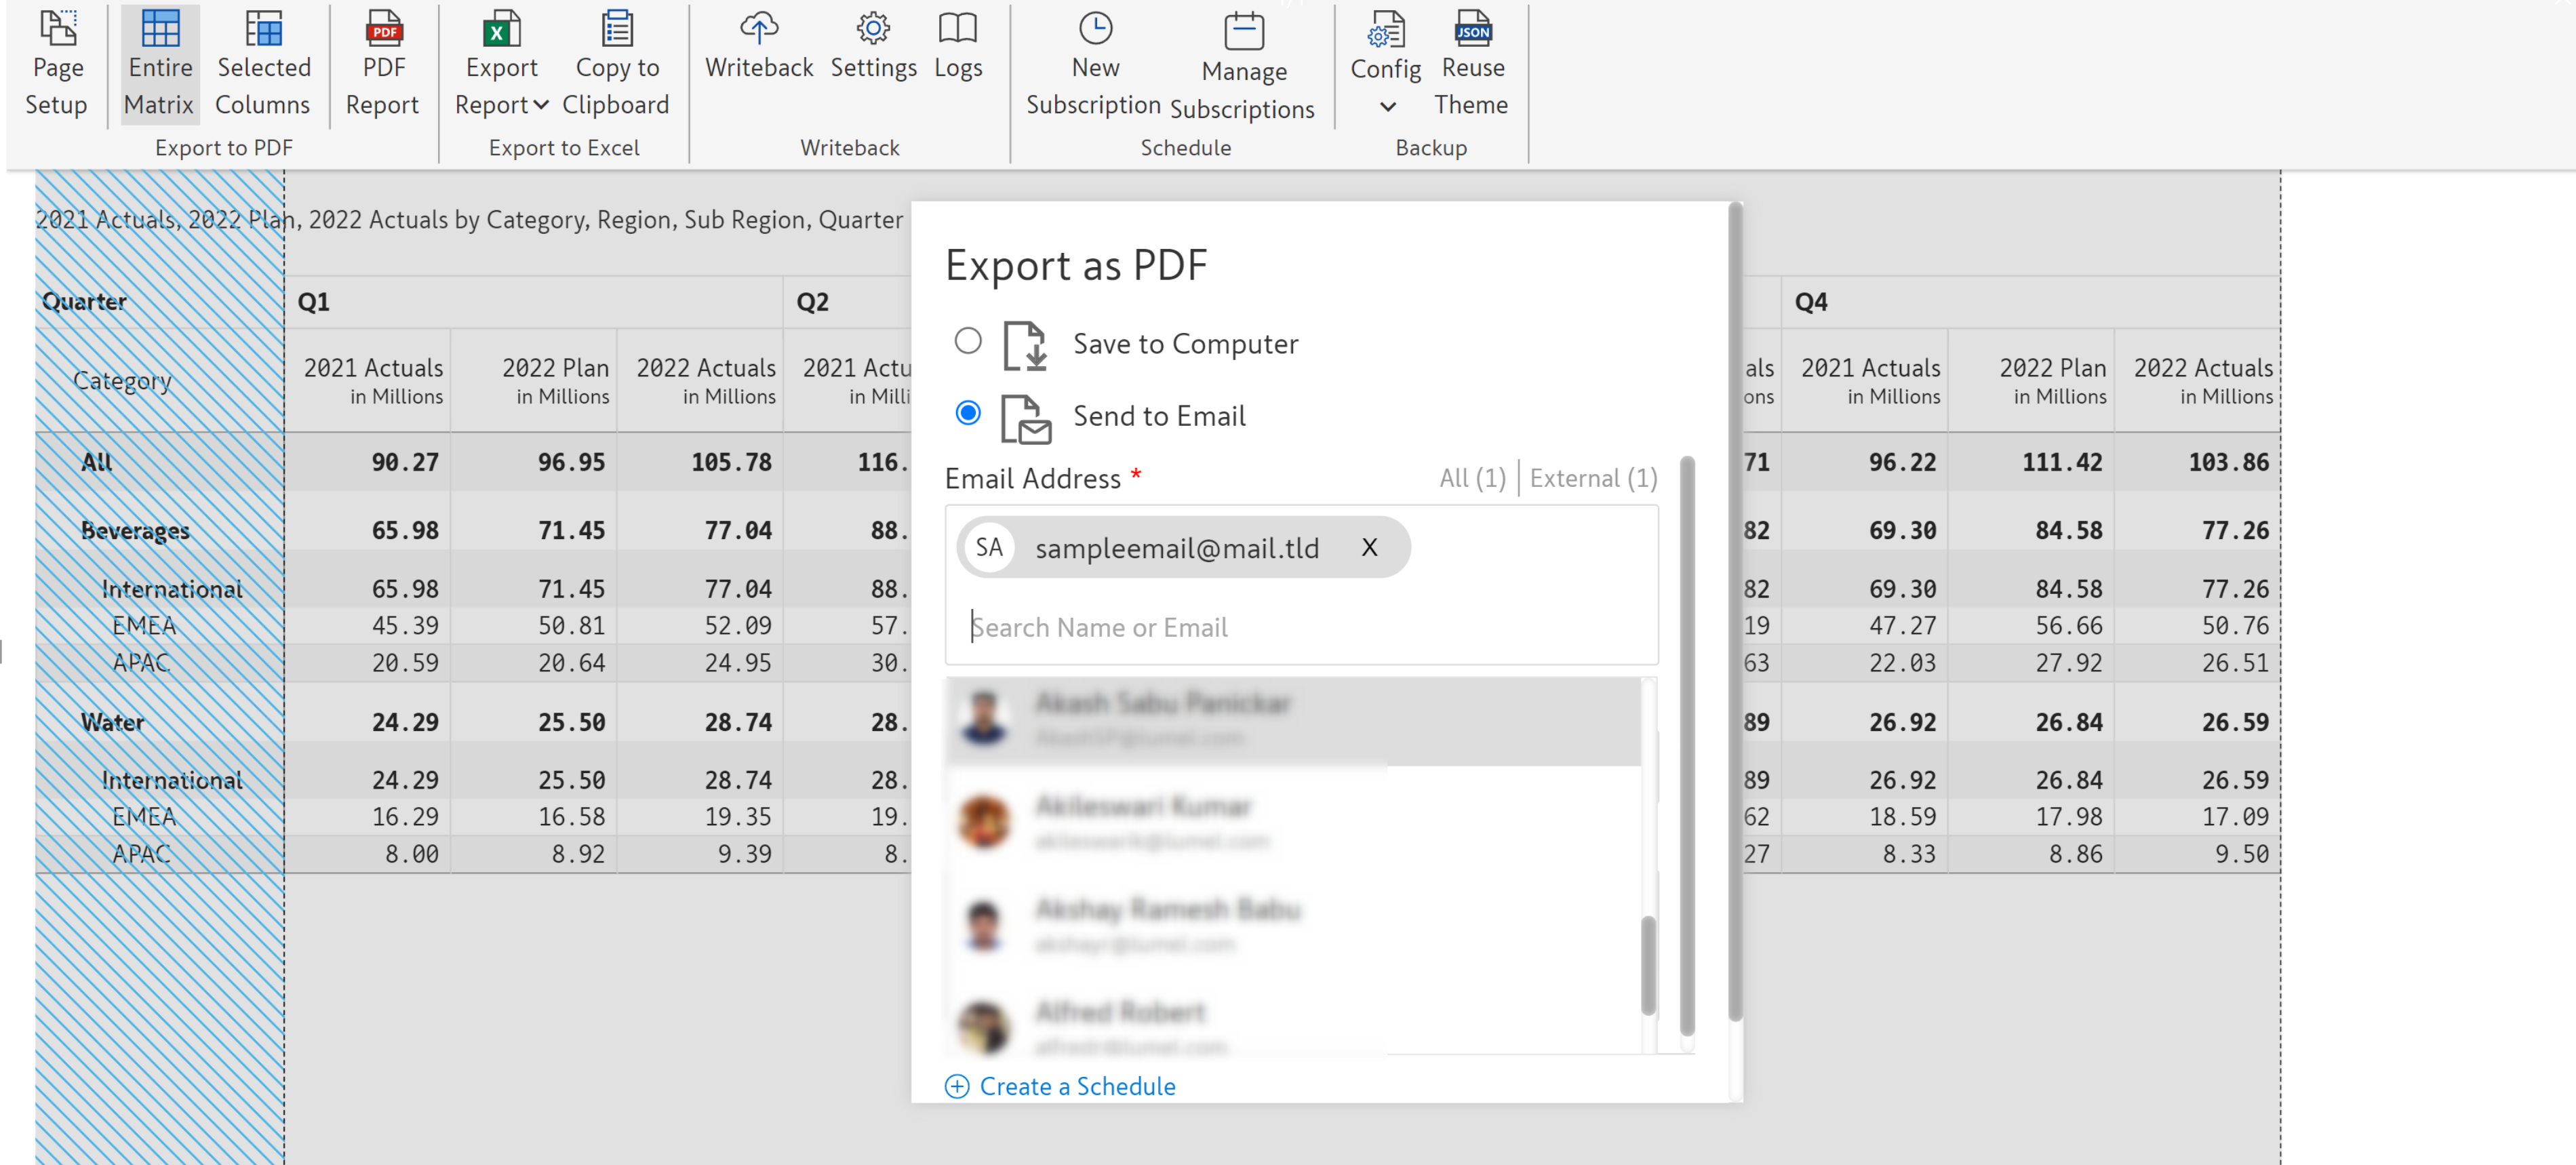 Page Setup
Entire Matrix
Selected Columns
PDF Report
Export to PDF
Export Report
Copy to Clipboard
Export to Excel
Writeback
Settings
Logs
Writeback
New Subscription
Manage Subscriptions
Schedule
Config
JSON
Reuse Theme
Backup
2021 Actuals, 2022 Plan, 2022 Actuals by Category, Region, Sub Region, Quarter
Quarter Q1 Q2 Q4
Category 2021 Actuals 2022 Plan 2022 Actuals 2021 Actu als 2021 Actuals 2022 Plan 2022 Actuals
in Millions in Millions in Millions in Milli ons in Millions in Millions in Millions
All 90.27 96.95 105.78 116. 71 96.22 111.42 103.86
Beverages 65.98 71.45 77.04 88. 82 69.30 84.58 77.26
International 65.98 71.45 77.04 88. 82 69.30 84.58 77.26
EMEA 45.39 50.81 52.09 57. 19 47.27 56.66 50.76
APAC 20.59 20.64 24.95 30. 63 22.03 27.92 26.51
Water 24.29 25.50 28.74 28. 89 26.92 26.84 26.59
International 24.29 25.50 28.74 28. 89 26.92 26.84 26.59
EMEA 16.29 16.58 19.35 19. 62 18.59 17.98 17.09
APAC 8.00 8.92 9.39 8. 27 8.33 8.86 9.50
Export as PDF
Save to Computer
Send to Email
Email Address * All (1) | External (1)
SA sampleemail@mail.tld X
Search Name or Email
Create a Schedule